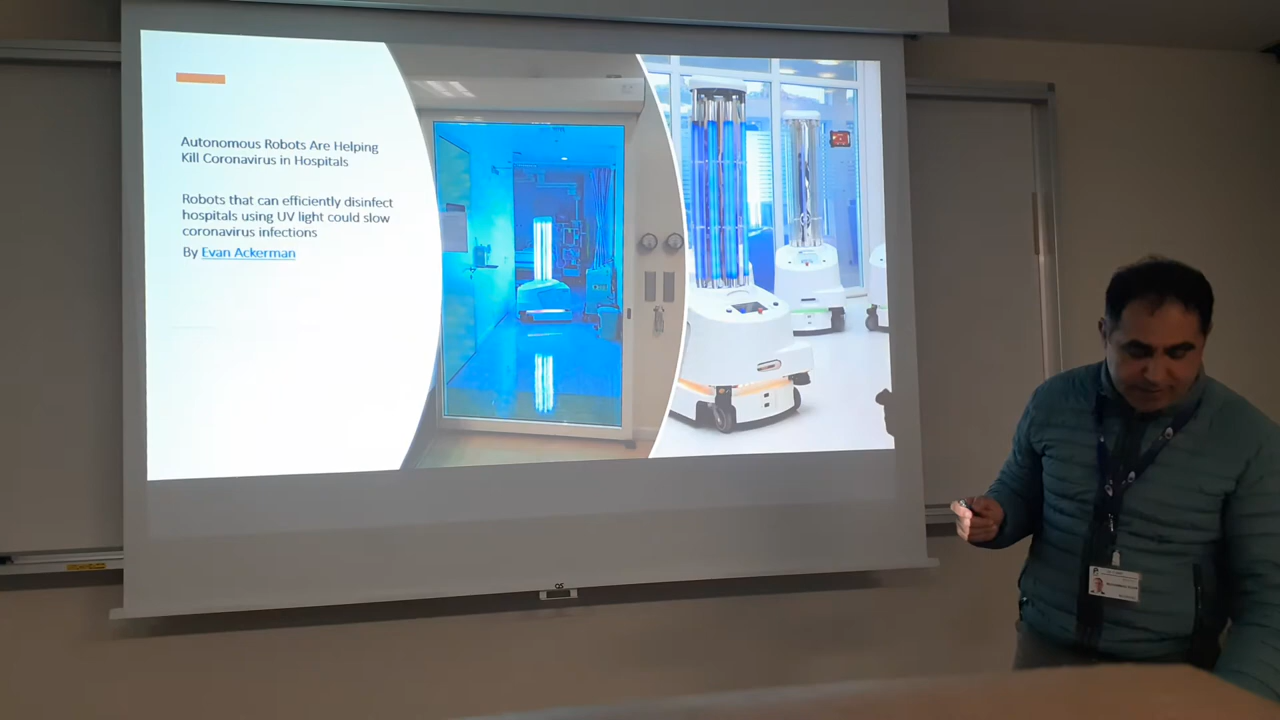 Autonomous Robots Are Helping
Kill Coronavirus in Hospitals
Robots that can efficiently disinfect
hospitals using UV light could slow
coronavirus infections
By Evan Ackerman